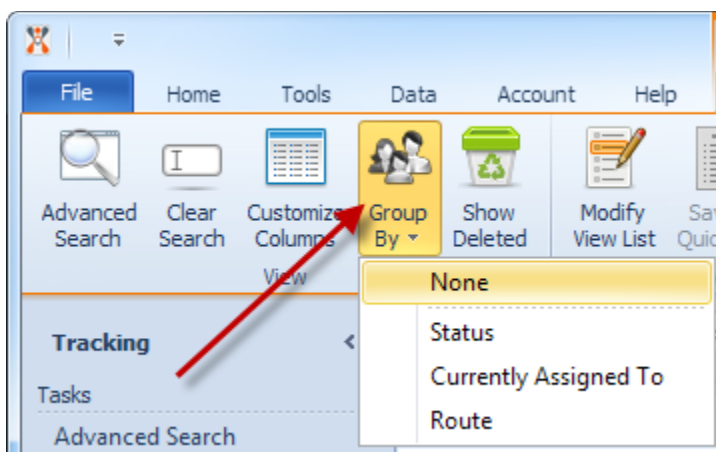 File Home Tools Data Account Help
Advanced Clear Customize Group Show Modify
Search Search Columns By Deleted View List
View
None
Tracking
Status
Tasks
Currently Assigned To
Advanced Search
Route